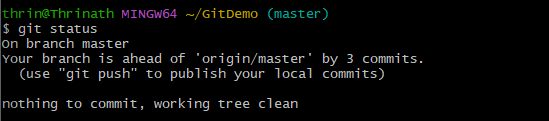 thrin@Thrinath MINGW64 ~/GitDemo (master)
$ git status
On branch master
Your branch is ahead of 'origin/master' by 3 commits.
  (use "git push" to publish your local commits)

nothing to commit, working tree clean